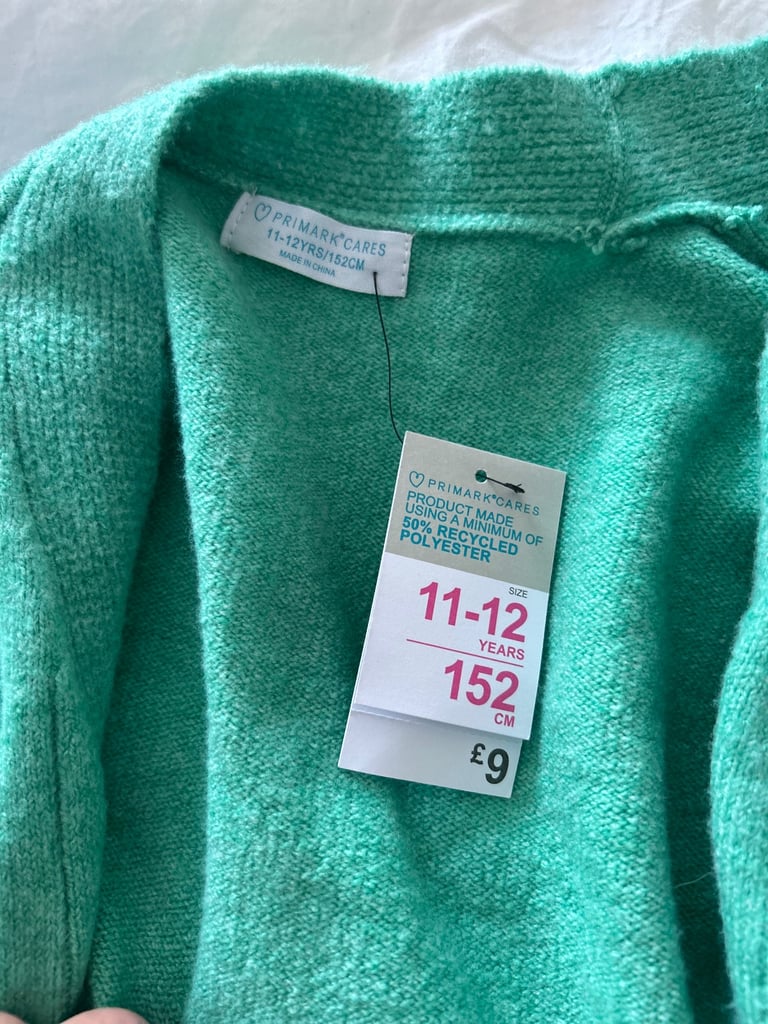 ♡ PRIMARK®CARES
11-12YRS/152CM
MADE IN CHINA
♡ PRIMARK®CARES
PRODUCT MADE
USING A MINIMUM OF
50% RECYCLED
POLYESTER
SIZE
11-12
YEARS
152
CM
£9